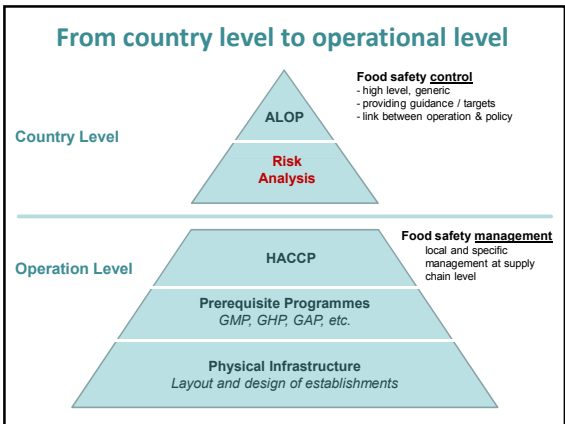 From country level to operational level
Food safety control
- high level, generic
- providing guidance / targets
- link between operation & policy
ALOP
Country Level
Risk
Analysis
Food safety management
local and specific
management at supply
chain level
HACCP
Operation Level
Prerequisite Programmes
GMP, GHP, GAP, etc.
Physical Infrastructure
Layout and design of establishments